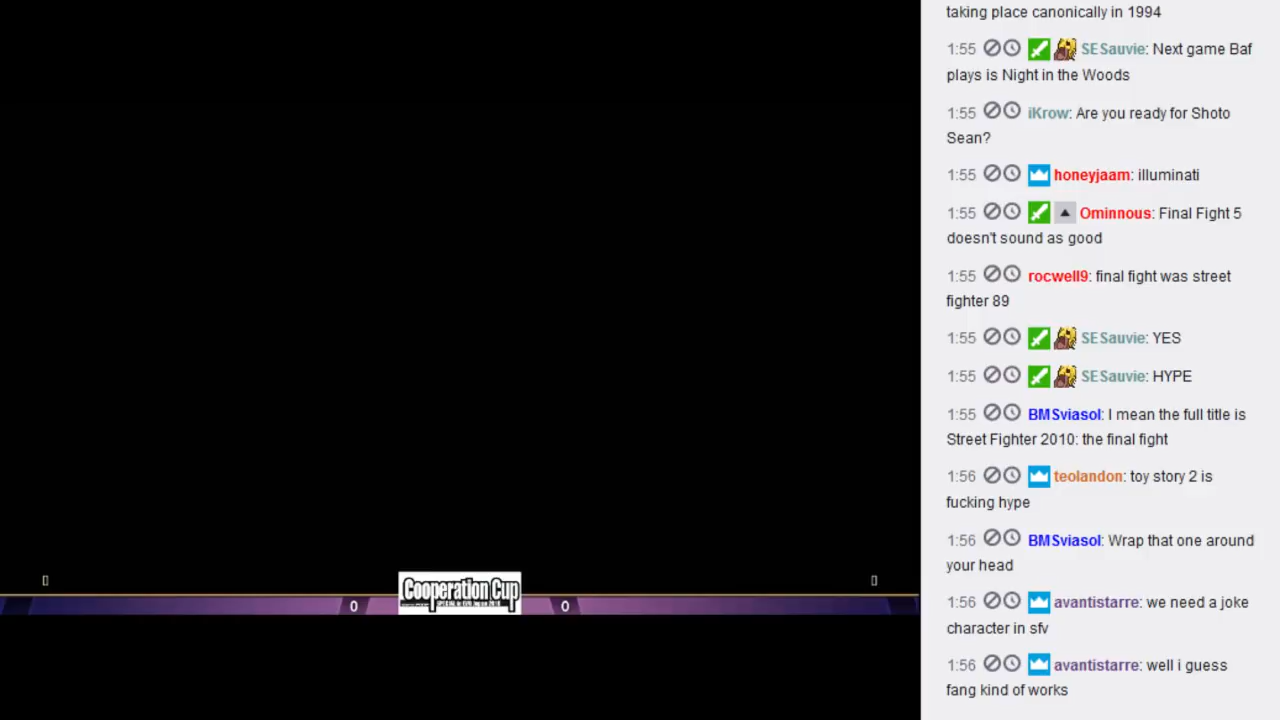 taking place canonically in 1994
1:55 SESauvie: Next game Baf
plays is Night in the Woods
1:55 iKrow: Are you ready for Shoto
Sean?
1:55 honeyjaam: illuminati
1:55 Ominnous: Final Fight 5
doesn't sound as good
1:55 rocwell9: final fight was street
fighter 89
1:55 SESauvie: YES
1:55 SESauvie: HYPE
1:55 BMSviasol: I mean the full title is
Street Fighter 2010: the final fight
1:56 teolandon: toy story 2 is
fucking hype
1:56 BMSviasol: Wrap that one around
your head
1:56 avantistarre: we need a joke
character in sfv
1:56 avantistarre: well i guess
fang kind of works
Cooperation Cup
0 0